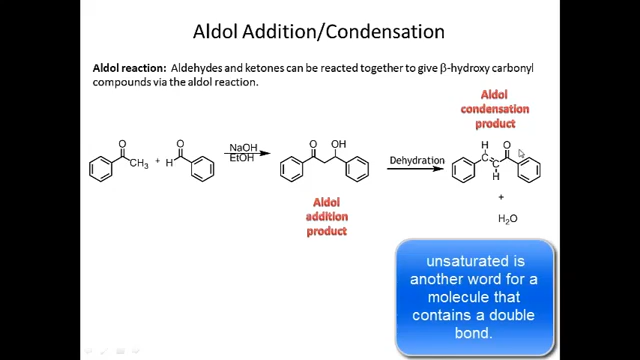 Aldol Addition/Condensation
Aldol reaction: Aldehydes and ketones can be reacted together to give β-hydroxy carbonyl
compounds via the aldol reaction.
Aldol
condensation
product
O
CH3
+
O
H
NaOH
EtOH
O OH
Dehydration
H O
H
Aldol
addition
product
+
H2O
unsaturated is
another word for a
molecule that
contains a double
bond.